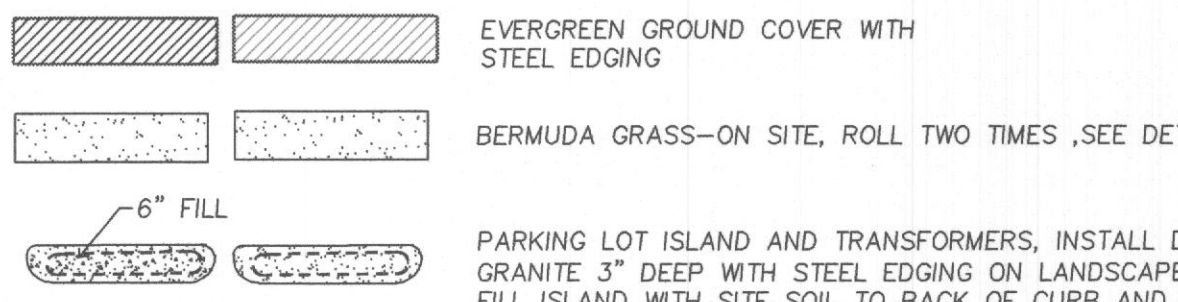 EVERGREEN GROUND COVER WITH
STEEL EDGING
BERMUDA GRASS-ON SITE, ROLL TWO TIMES ,SEE DE
6" FILL
PARKING LOT ISLAND AND TRANSFORMERS, INSTALL
GRANITE 3" DEEP WITH STEEL EDGING ON LANDSCAPE
FILL ISLAND WITH SITE SOIL TO BACK OF CURB AND